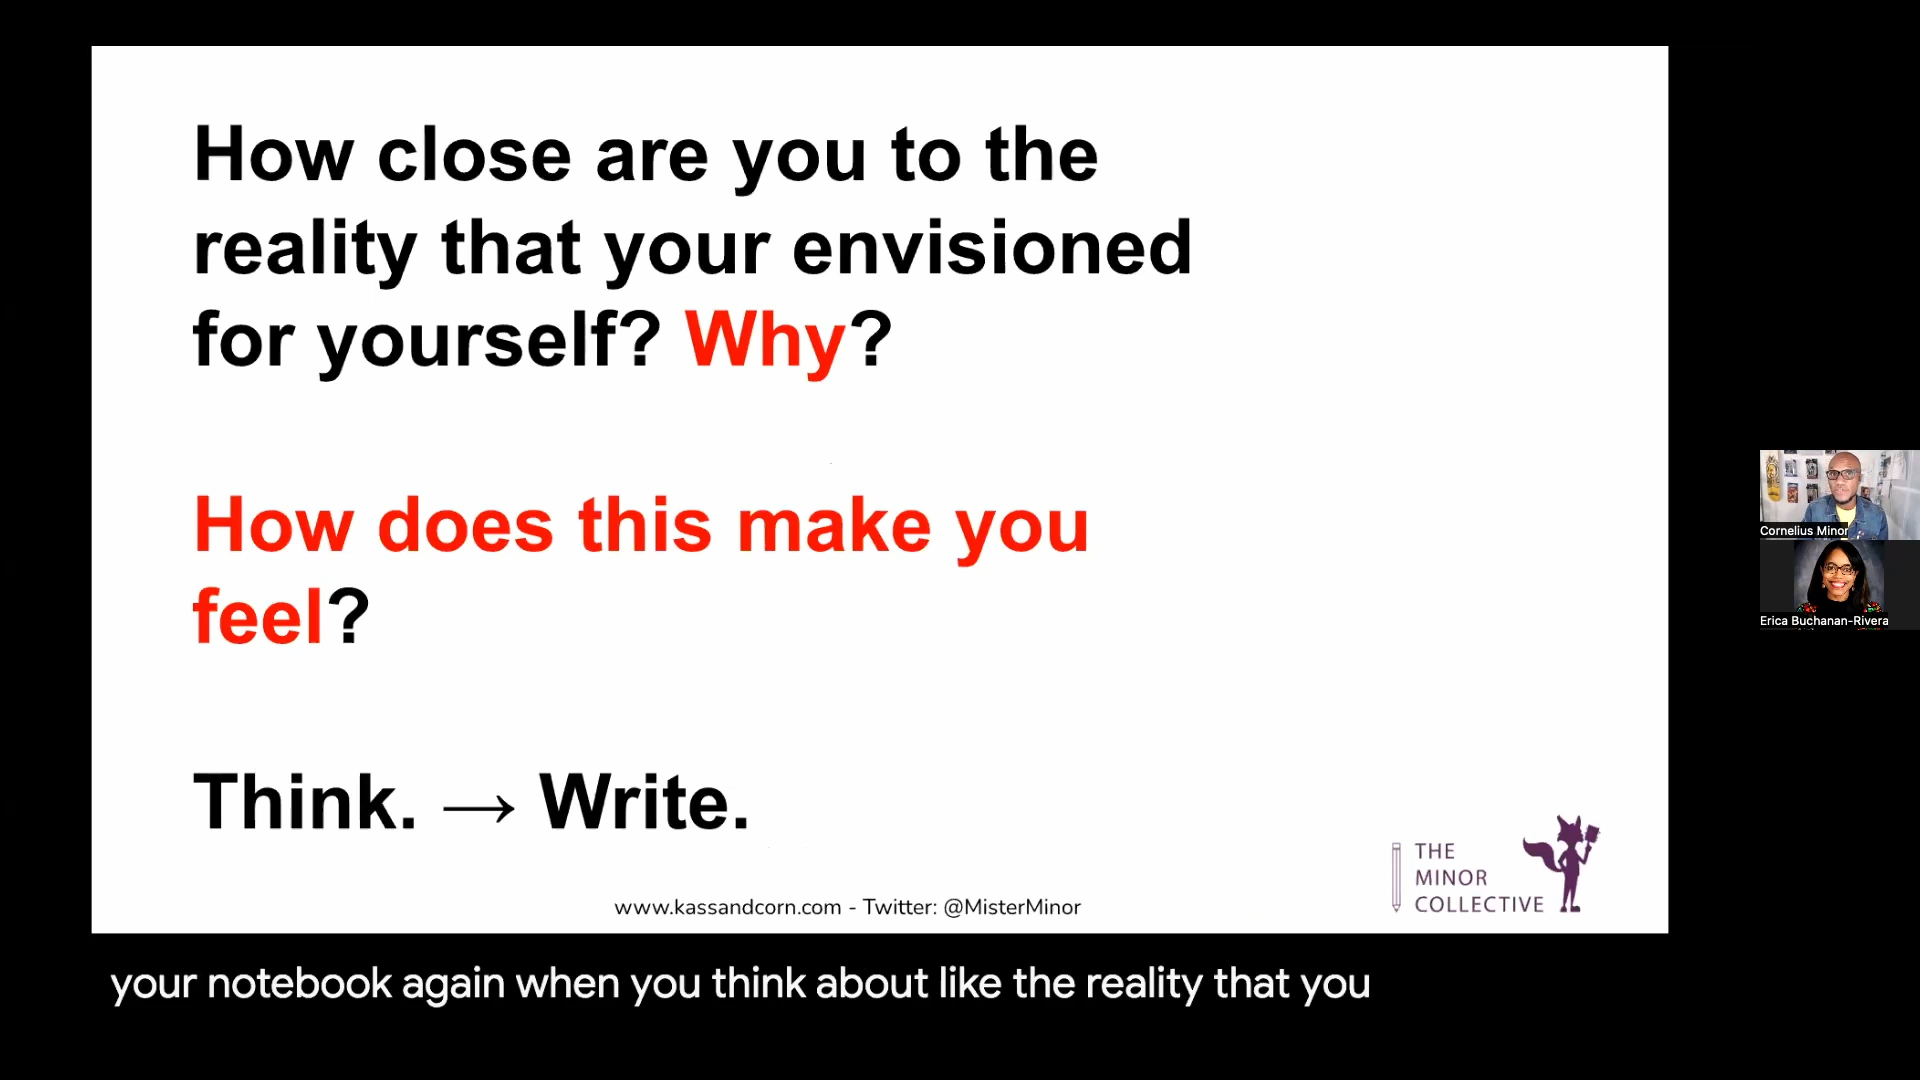 How close are you to the
reality that your envisioned
for yourself? Why?
How does this make you
feel?
Think. → Write.
www.kassandcorn.com - Twitter: @MisterMinor
THE
MINOR
COLLECTIVE
Cornelius Minor
Erica Buchanan-Rivera
your notebook again when you think about like the reality that you